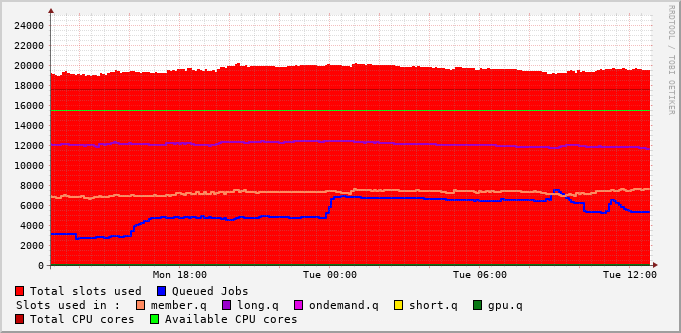 RRDTOOL / TOBI OETIKER
24000
22000
20000
18000
16000
14000
12000
10000
8000
6000
4000
2000
0
Mon 18:00 Tue 00:00 Tue 06:00 Tue 12:00
Total slots used Queued Jobs
Slots used in : member.q long.q ondemand.q short.q gpu.q
Total CPU cores Available CPU cores